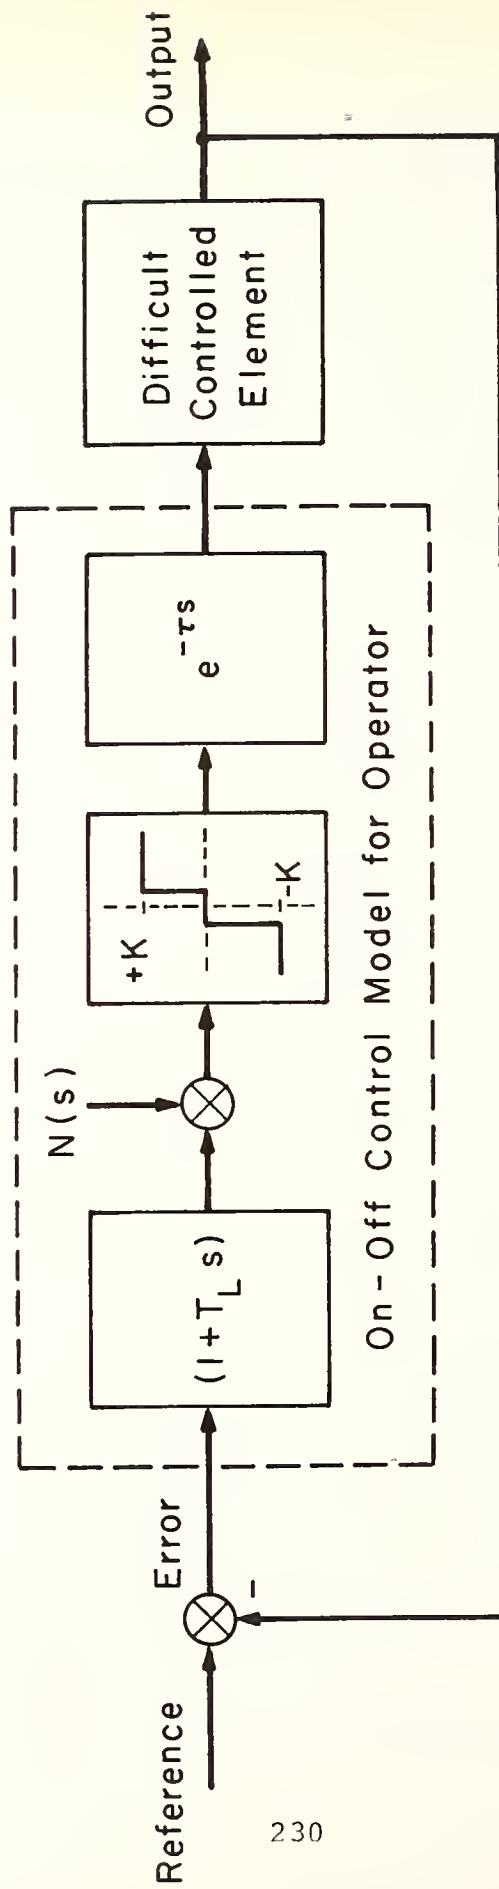 Reference
Error
-
(1+T_L s)
N(s)
+K
-K
e^{-τs}
Difficult
Controlled
Element
Output
On-Off Control Model for Operator
230